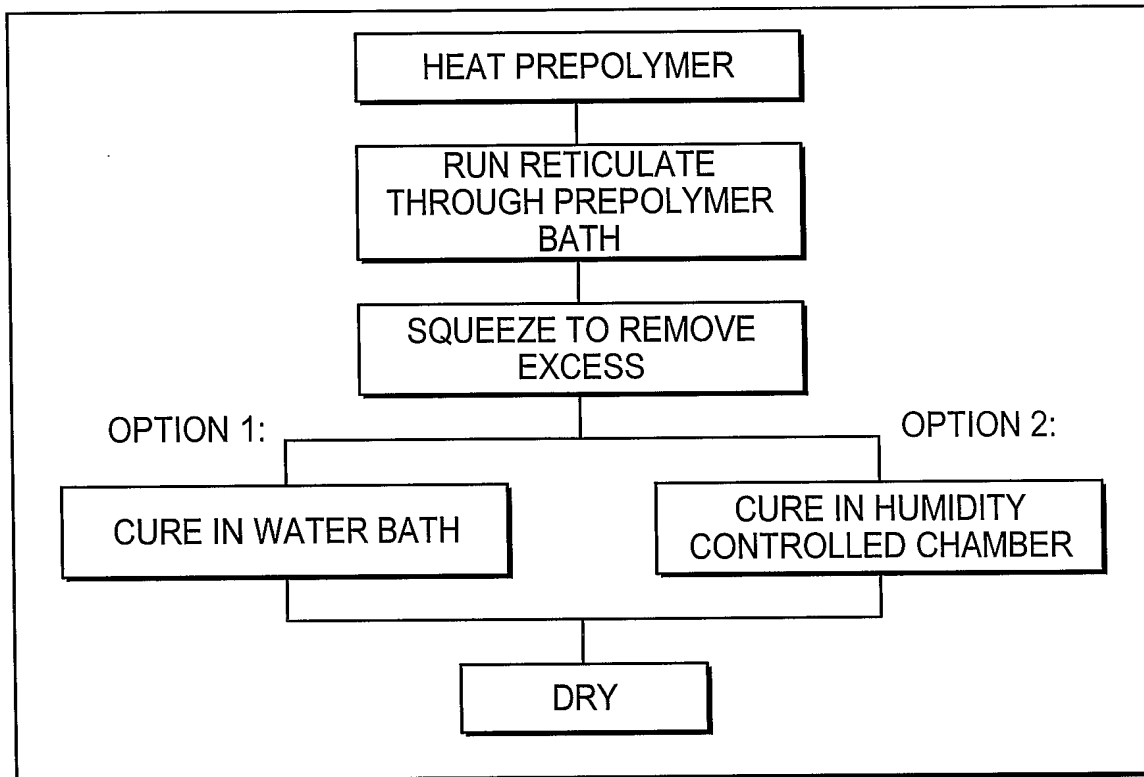 HEAT PREPOLYMER
RUN RETICULATE
THROUGH PREPOLYMER
BATH
SQUEEZE TO REMOVE
EXCESS
OPTION 1:
OPTION 2:
CURE IN WATER BATH
CURE IN HUMIDITY
CONTROLLED CHAMBER
DRY